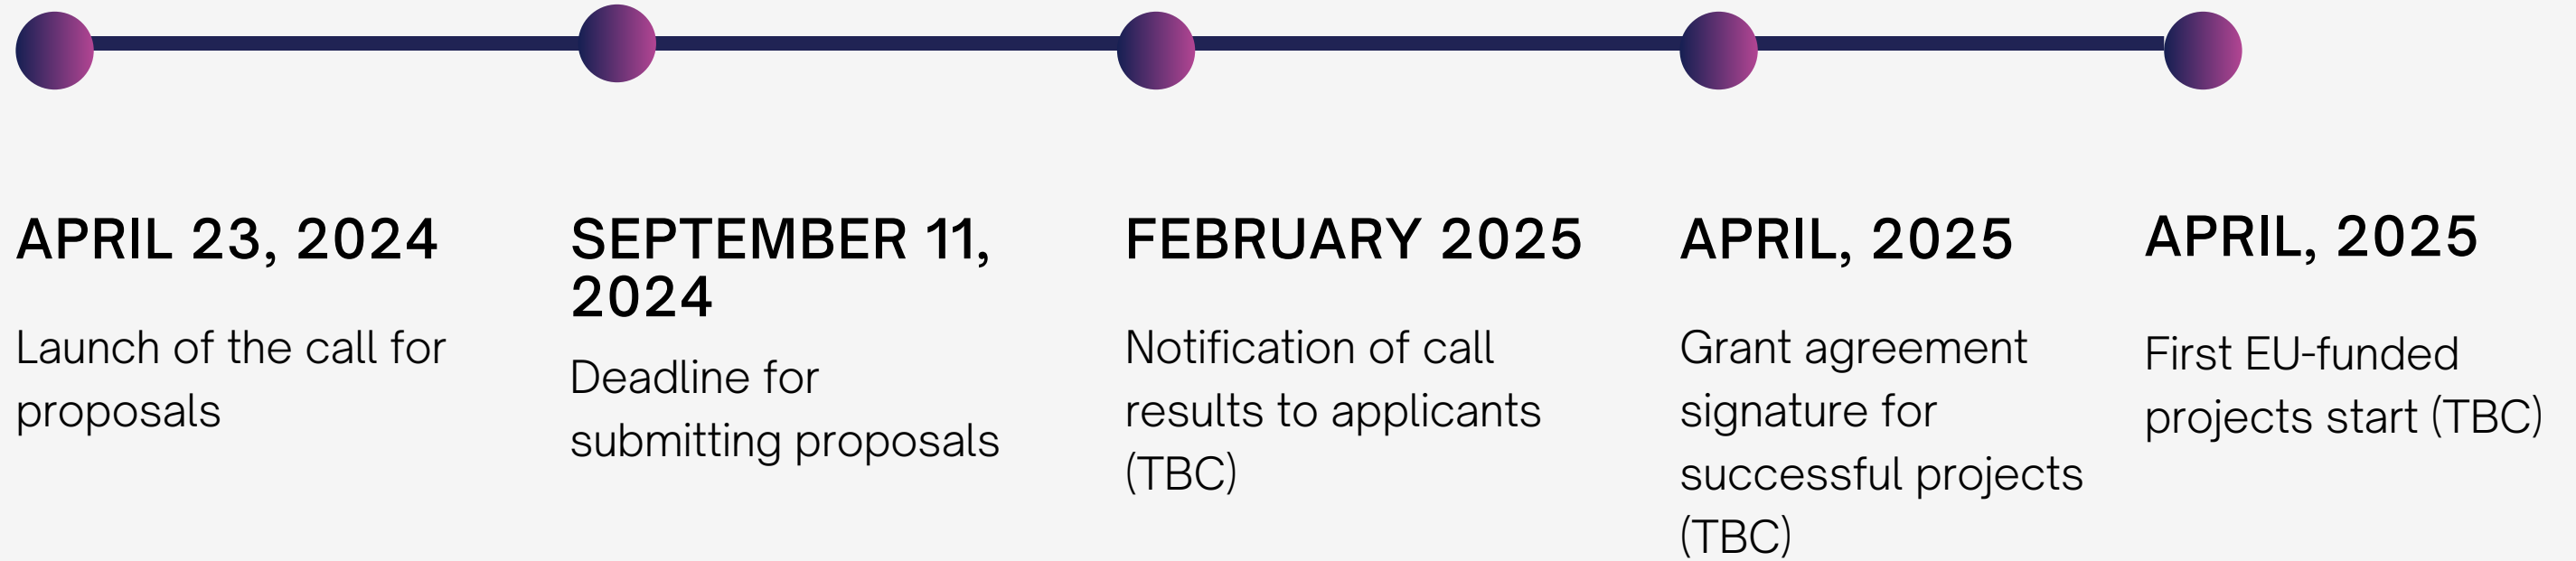 APRIL 23, 2024
Launch of the call for
proposals
SEPTEMBER 11,
2024
Deadline for
submitting proposals
FEBRUARY 2025
Notification of call
results to applicants
(TBC)
APRIL, 2025
Grant agreement
signature for
successful projects
(TBC)
APRIL, 2025
First EU-funded
projects start (TBC)